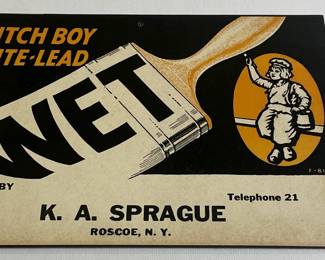 UTCH BOY
ITE-LEAD
WET
BY
Telephone 21
K. A. SPRAGUE
ROSCOE, N. Y.